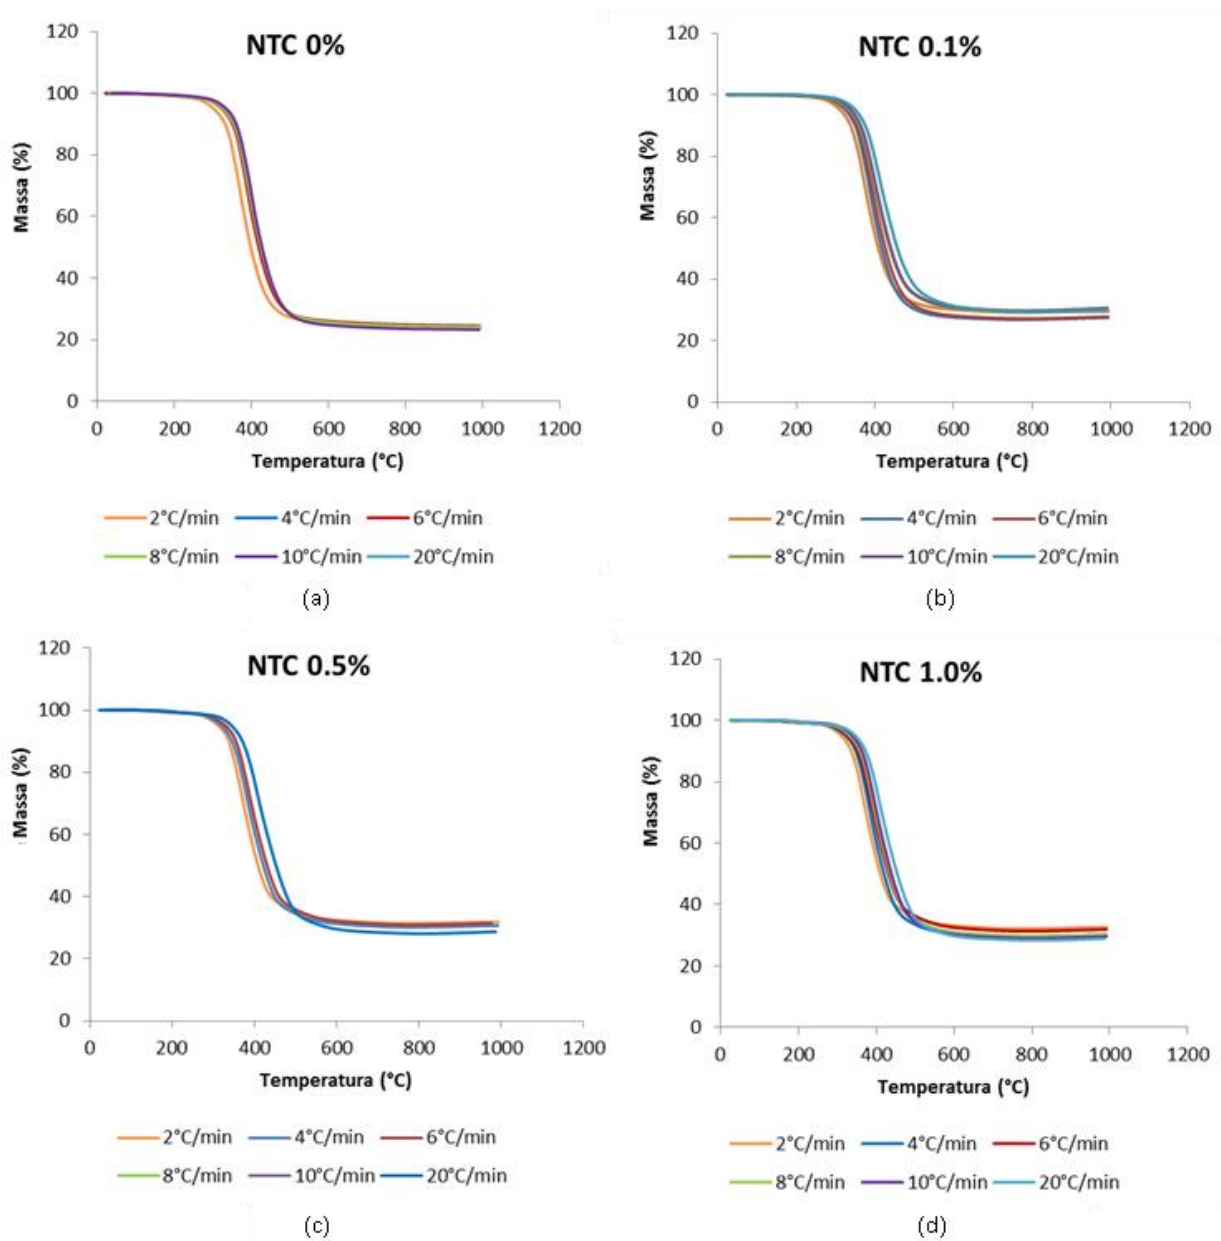 NTC 0%
120
100
80
60
40
20
0
Massa (%)
0 200 400 600 800 1000 1200
Temperatura (°C)
2°C/min 4°C/min 6°C/min
8°C/min 10°C/min 20°C/min
(a)
NTC 0.1%
120
100
80
60
40
20
0
Massa (%)
0 200 400 600 800 1000 1200
Temperatura (°C)
2°C/min 4°C/min 6°C/min
8°C/min 10°C/min 20°C/min
(b)
NTC 0.5%
120
100
80
60
40
20
0
Massa (%)
0 200 400 600 800 1000 1200
Temperatura (°C)
2°C/min 4°C/min 6°C/min
8°C/min 10°C/min 20°C/min
(c)
NTC 1.0%
120
100
80
60
40
20
0
Massa (%)
0 200 400 600 800 1000 1200
Temperatura (°C)
2°C/min 4°C/min 6°C/min
8°C/min 10°C/min 20°C/min
(d)